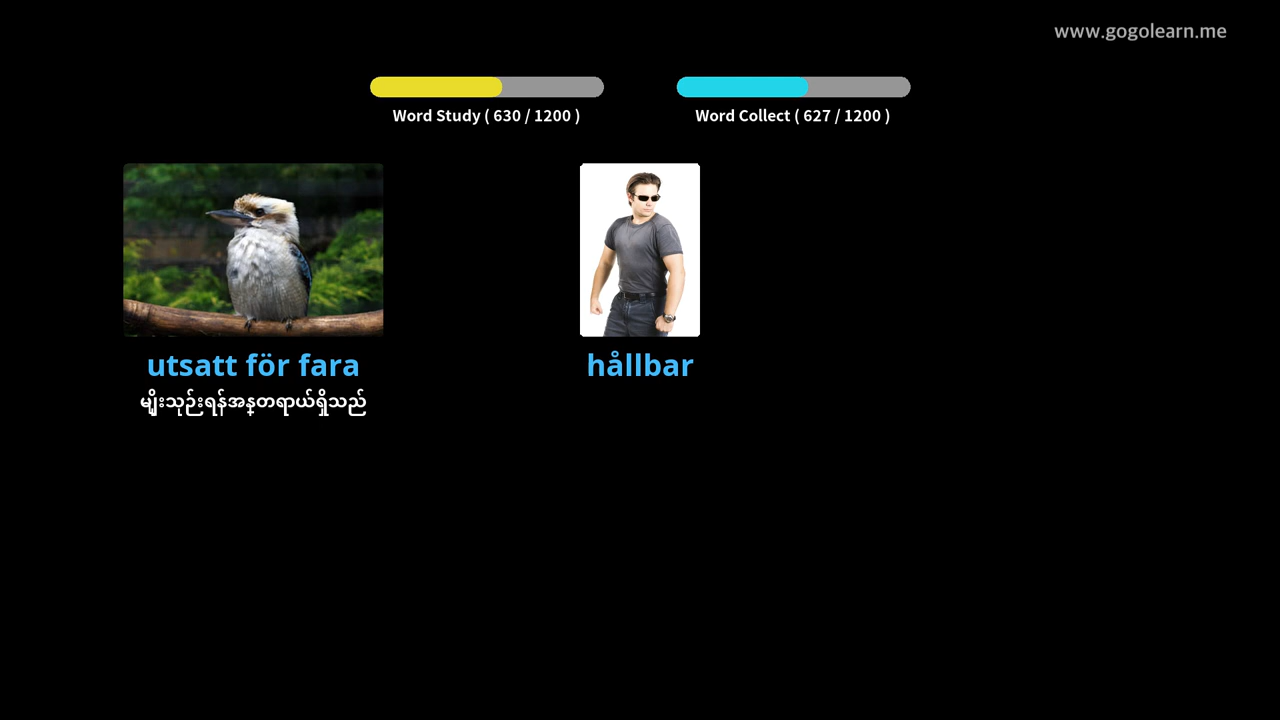 www.gogolearn.me
Word Study ( 630 / 1200 )
Word Collect ( 627 / 1200 )
utsatt för fara
hållbar
မျိုးသုဉ်းရန်အန္တရာယ်ရှိသည်